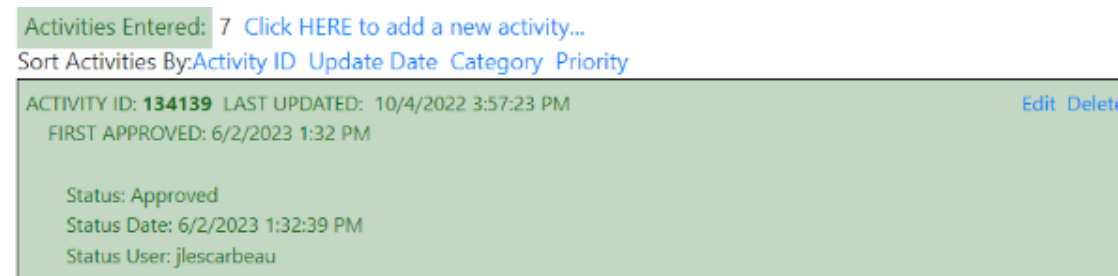 Activities Entered: 7 Click HERE to add a new activity...
Sort Activities By:Activity ID Update Date Category Priority
ACTIVITY ID: 134139 LAST UPDATED: 10/4/2022 3:57:23 PM Edit Delete
FIRST APPROVED: 6/2/2023 1:32 PM
Status: Approved
Status Date: 6/2/2023 1:32:39 PM
Status User: jlescarbeau